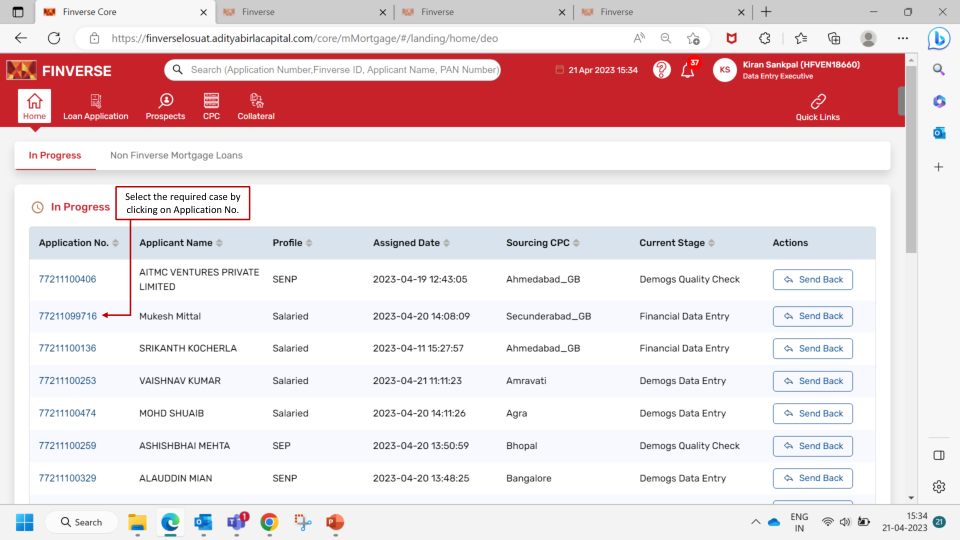 Finverse Core
Finverse
Finverse
Finverse
https://finverselosuat.adityabirlacapital.com/core/mMortgage/#/landing/home/deo
FINVERSE
Search (Application Number,Finverse ID, Applicant Name, PAN Number)
21 Apr 2023 15:34
37
KS
Kiran Sankpal (HFVEN18660)
Data Entry Executive
Home
Loan Application
Prospects
CPC
Collateral
Quick Links
In Progress
Non Finverse Mortgage Loans
In Progress
Select the required case by
clicking on Application No.
Application No. Applicant Name Profile Assigned Date Sourcing CPC Current Stage Actions
77211100406 AITMC VENTURES PRIVATE LIMITED SENP 2023-04-19 12:43:05 Ahmedabad_GB Demogs Quality Check Send Back
77211099716 Mukesh Mittal Salaried 2023-04-20 14:08:09 Secunderabad_GB Financial Data Entry Send Back
77211100136 SRIKANTH KOCHERLA Salaried 2023-04-11 15:27:57 Ahmedabad_GB Financial Data Entry Send Back
77211100253 VAISHNAV KUMAR Salaried 2023-04-21 11:11:23 Amravati Demogs Data Entry Send Back
77211100474 MOHD SHUAIB Salaried 2023-04-20 14:11:26 Agra Demogs Data Entry Send Back
77211100259 ASHISHBHAI MEHTA SEP 2023-04-20 13:50:59 Bhopal Demogs Quality Check Send Back
77211100329 ALAUDDIN MIAN SENP 2023-04-20 13:48:25 Bangalore Demogs Data Entry Send Back
Search
1
ENG
IN
15:34
21-04-2023
21